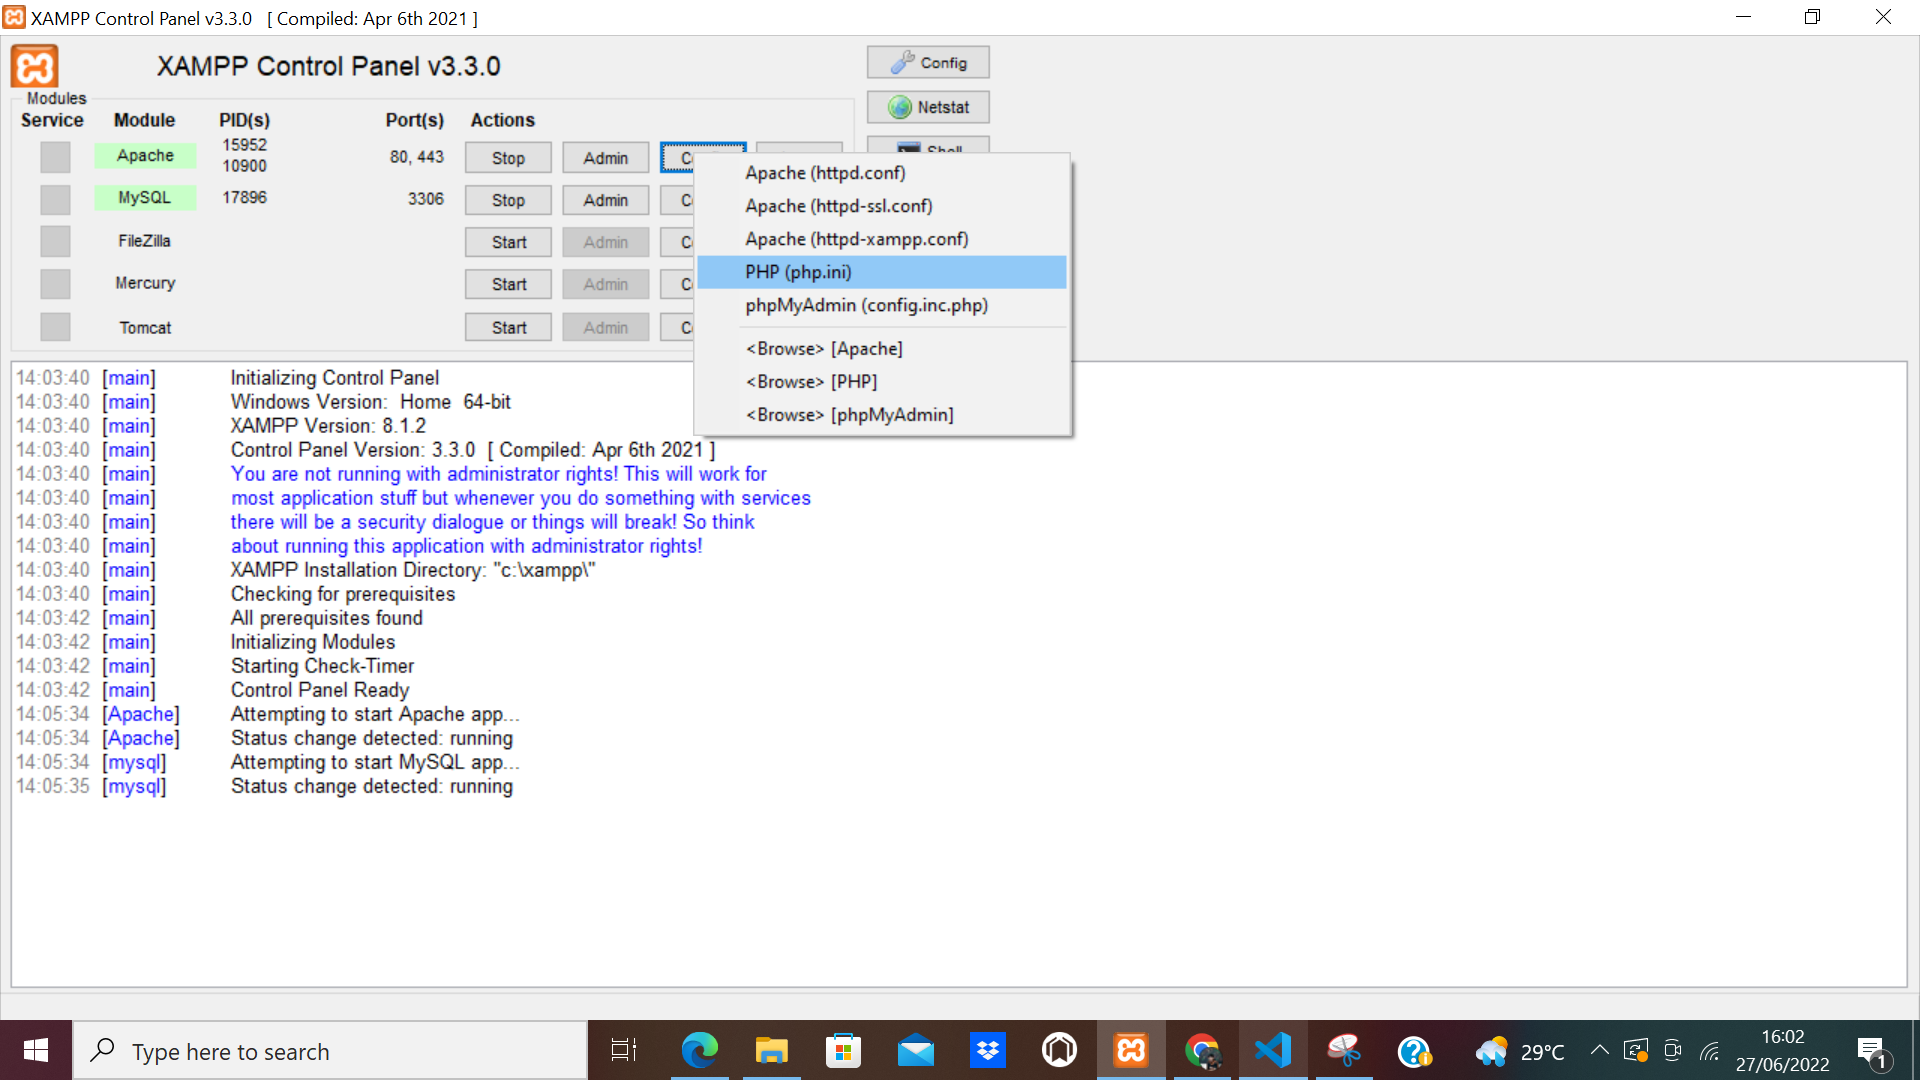 XAMPP Control Panel v3.3.0 [ Compiled: Apr 6th 2021 ]
XAMPP Control Panel v3.3.0
Config
Modules
Netstat
Service Module PID(s) Port(s) Actions
Shell
Apache 15952 10900 80, 443 Stop Admin
MySQL 17896 3306 Stop Admin
FileZilla Start Admin
Mercury Start Admin
Tomcat Start Admin
Apache (httpd.conf)
Apache (httpd-ssl.conf)
Apache (httpd-xampp.conf)
PHP (php.ini)
phpMyAdmin (config.inc.php)
<Browse> [Apache]
<Browse> [PHP]
<Browse> [phpMyAdmin]
14:03:40 [main] Initializing Control Panel
14:03:40 [main] Windows Version: Home 64-bit
14:03:40 [main] XAMPP Version: 8.1.2
14:03:40 [main] Control Panel Version: 3.3.0 [ Compiled: Apr 6th 2021 ]
14:03:40 [main] You are not running with administrator rights! This will work for
14:03:40 [main] most application stuff but whenever you do something with services
14:03:40 [main] there will be a security dialogue or things will break! So think
14:03:40 [main] about running this application with administrator rights!
14:03:40 [main] XAMPP Installation Directory: "c:\xampp\"
14:03:40 [main] Checking for prerequisites
14:03:42 [main] All prerequisites found
14:03:42 [main] Initializing Modules
14:03:42 [main] Starting Check-Timer
14:03:42 [main] Control Panel Ready
14:05:34 [Apache] Attempting to start Apache app...
14:05:34 [Apache] Status change detected: running
14:05:34 [mysql] Attempting to start MySQL app...
14:05:35 [mysql] Status change detected: running
Type here to search
29°C
16:02
27/06/2022
1